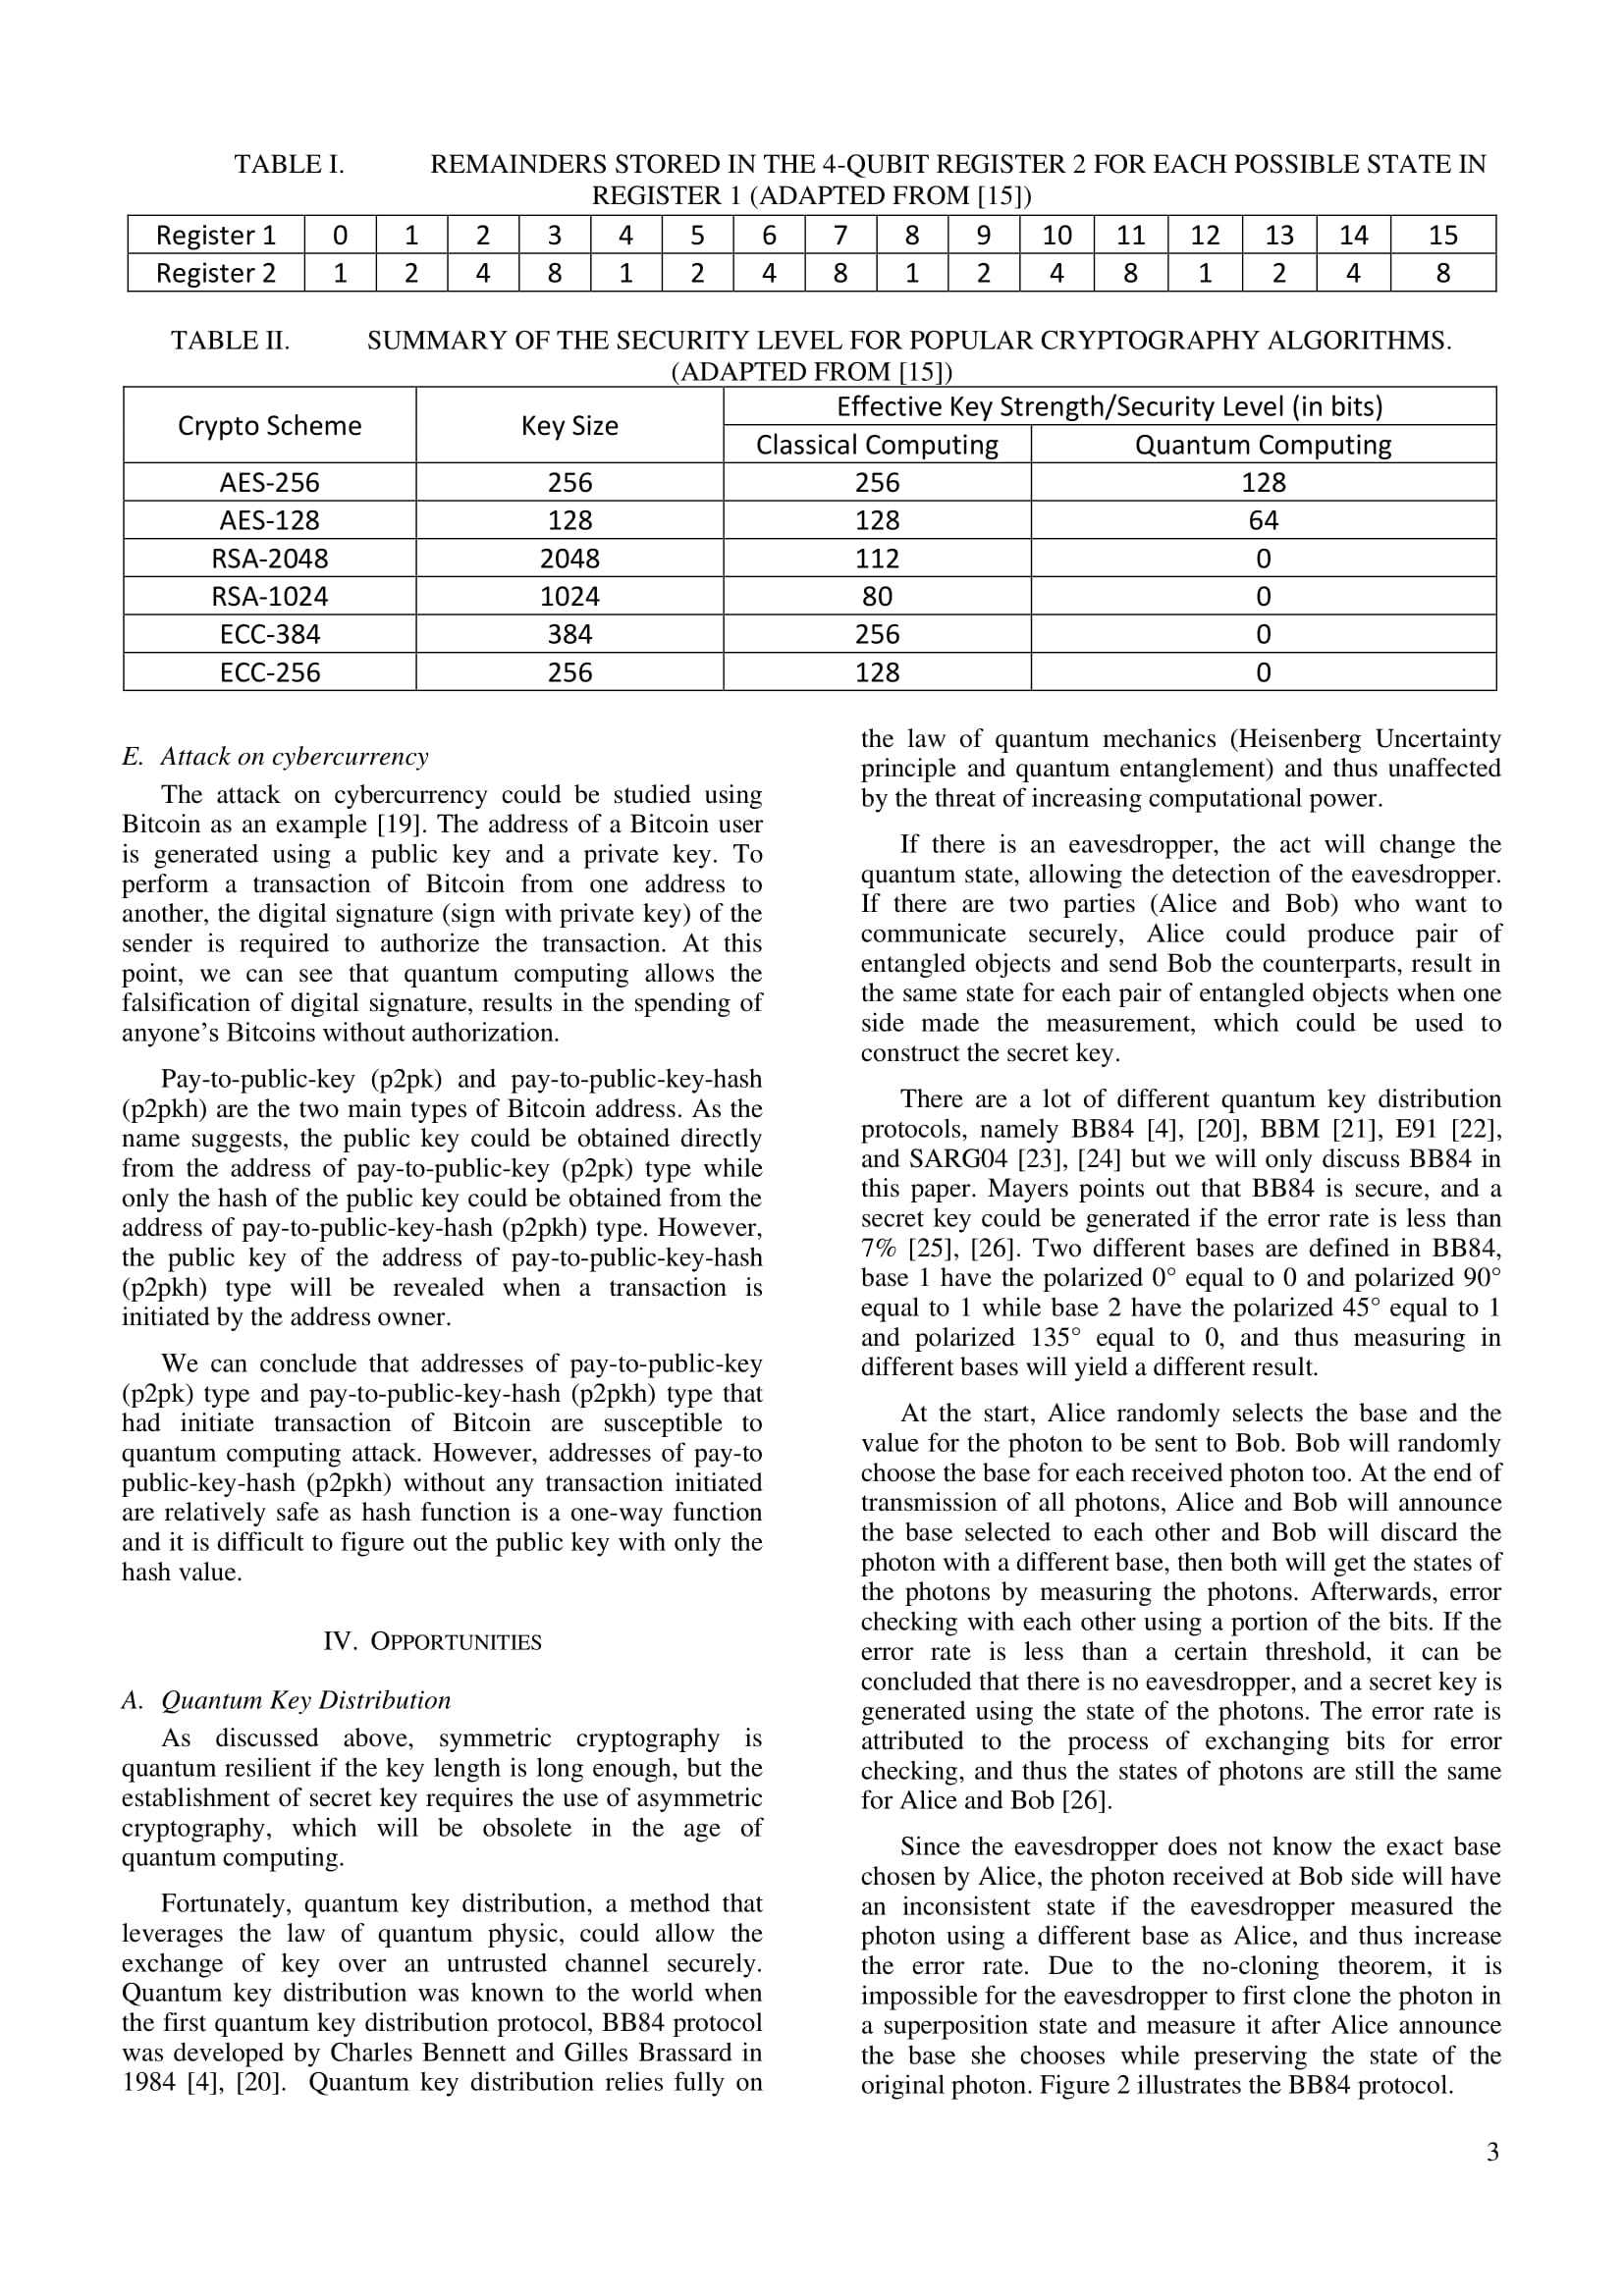 TABLE I. REMAINDERS STORED IN THE 4-QUBIT REGISTER 2 FOR EACH POSSIBLE STATE IN
REGISTER 1 (ADAPTED FROM [15])
Register 1 0 1 2 3 4 5 6 7 8 9 10 11 12 13 14 15
Register 2 1 2 4 8 1 2 4 8 1 2 4 8 1 2 4 8
TABLE II. SUMMARY OF THE SECURITY LEVEL FOR POPULAR CRYPTOGRAPHY ALGORITHMS.
(ADAPTED FROM [15])
Crypto Scheme Key Size Effective Key Strength/Security Level (in bits)
Classical Computing Quantum Computing
AES-256 256 256 128
AES-128 128 128 64
RSA-2048 2048 112 0
RSA-1024 1024 80 0
ECC-384 384 256 0
ECC-256 256 128 0
E. Attack on cybercurrency
The attack on cybercurrency could be studied using
Bitcoin as an example [19]. The address of a Bitcoin user
is generated using a public key and a private key. To
perform a transaction of Bitcoin from one address to
another, the digital signature (sign with private key) of the
sender is required to authorize the transaction. At this
point, we can see that quantum computing allows the
falsification of digital signature, results in the spending of
anyone's Bitcoins without authorization.
Pay-to-public-key (p2pk) and pay-to-public-key-hash
(p2pkh) are the two main types of Bitcoin address. As the
name suggests, the public key could be obtained directly
from the address of pay-to-public-key (p2pk) type while
only the hash of the public key could be obtained from the
address of pay-to-public-key-hash (p2pkh) type. However,
the public key of the address of pay-to-public-key-hash
(p2pkh) type will be revealed when a transaction is
initiated by the address owner.
We can conclude that addresses of pay-to-public-key
(p2pk) type and pay-to-public-key-hash (p2pkh) type that
had initiate transaction of Bitcoin are susceptible to
quantum computing attack. However, addresses of pay-to
public-key-hash (p2pkh) without any transaction initiated
are relatively safe as hash function is a one-way function
and it is difficult to figure out the public key with only the
hash value.
IV. OPPORTUNITIES
A. Quantum Key Distribution
As discussed above, symmetric cryptography is
quantum resilient if the key length is long enough, but the
establishment of secret key requires the use of asymmetric
cryptography, which will be obsolete in the age of
quantum computing.
Fortunately, quantum key distribution, a method that
leverages the law of quantum physic, could allow the
exchange of key over an untrusted channel securely.
Quantum key distribution was known to the world when
the first quantum key distribution protocol, BB84 protocol
was developed by Charles Bennett and Gilles Brassard in
1984 [4], [20]. Quantum key distribution relies fully on
the law of quantum mechanics (Heisenberg Uncertainty
principle and quantum entanglement) and thus unaffected
by the threat of increasing computational power.
If there is an eavesdropper, the act will change the
quantum state, allowing the detection of the eavesdropper.
If there are two parties (Alice and Bob) who want to
communicate securely, Alice could produce pair of
entangled objects and send Bob the counterparts, result in
the same state for each pair of entangled objects when one
side made the measurement, which could be used to
construct the secret key.
There are a lot of different quantum key distribution
protocols, namely BB84 [4], [20], BBM [21], E91 [22],
and SARG04 [23], [24] but we will only discuss BB84 in
this paper. Mayers points out that BB84 is secure, and a
secret key could be generated if the error rate is less than
7% [25], [26]. Two different bases are defined in BB84,
base 1 have the polarized 0° equal to 0 and polarized 90°
equal to 1 while base 2 have the polarized 45° equal to 1
and polarized 135° equal to 0, and thus measuring in
different bases will yield a different result.
At the start, Alice randomly selects the base and the
value for the photon to be sent to Bob. Bob will randomly
choose the base for each received photon too. At the end of
transmission of all photons, Alice and Bob will announce
the base selected to each other and Bob will discard the
photon with a different base, then both will get the states of
the photons by measuring the photons. Afterwards, error
checking with each other using a portion of the bits. If the
error rate is less than a certain threshold, it can be
concluded that there is no eavesdropper, and a secret key is
generated using the state of the photons. The error rate is
attributed to the process of exchanging bits for error
checking, and thus the states of photons are still the same
for Alice and Bob [26].
Since the eavesdropper does not know the exact base
chosen by Alice, the photon received at Bob side will have
an inconsistent state if the eavesdropper measured the
photon using a different base as Alice, and thus increase
the error rate. Due to the no-cloning theorem, it is
impossible for the eavesdropper to first clone the photon in
a superposition state and measure it after Alice announce
the base she chooses while preserving the state of the
original photon. Figure 2 illustrates the BB84 protocol.
3